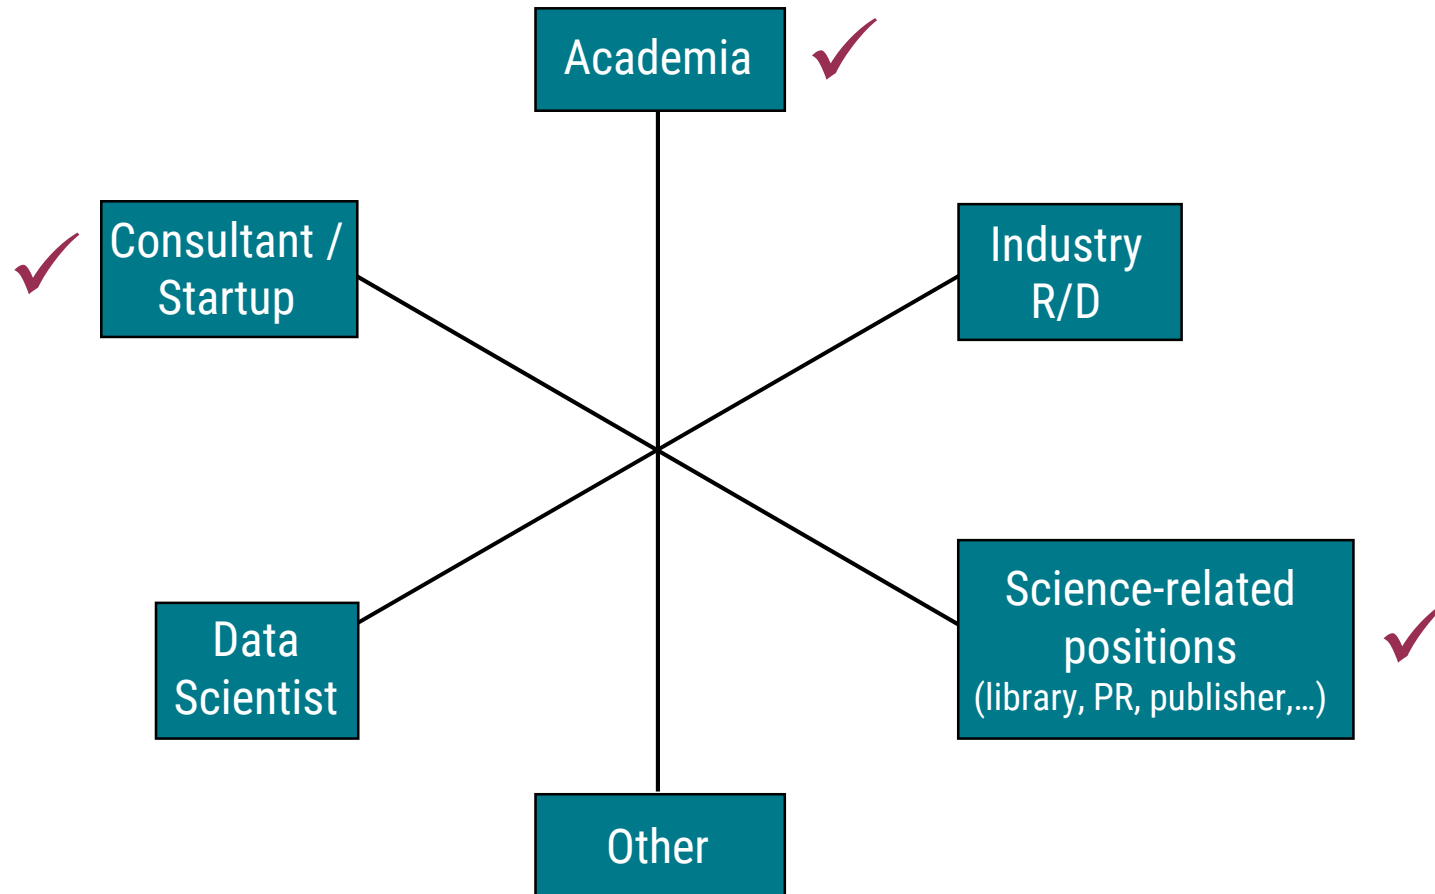 Academia
Consultant /
Startup
Industry
R/D
Data
Scientist
Science-related
positions
(library, PR, publisher,...)
Other